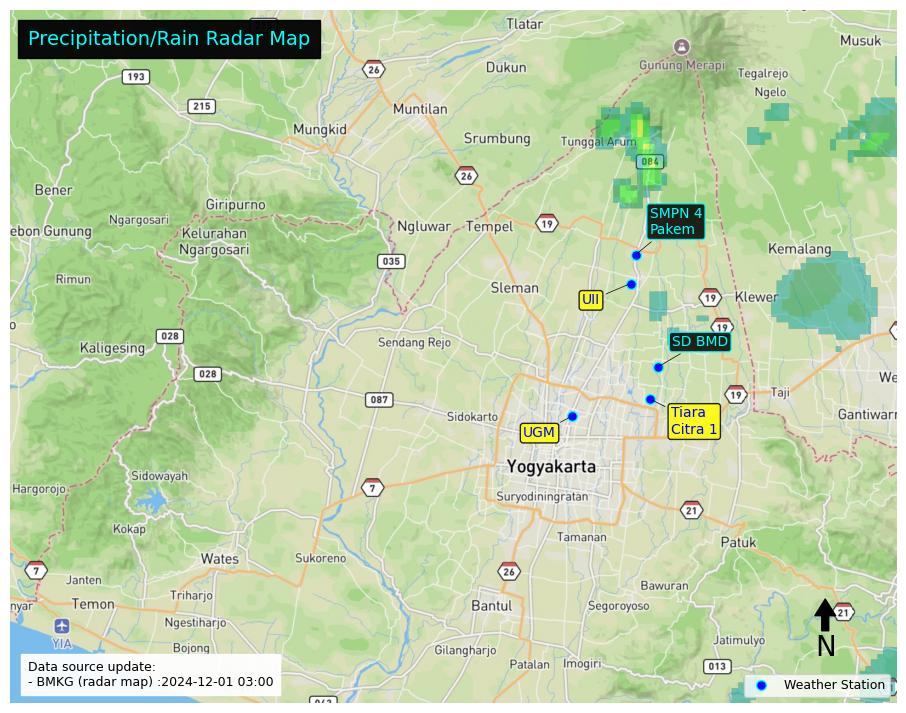 Precipitation/Rain Radar Map
Tlatar
Musuk
26
193
Dukun
Gunung Merapi
Tegalrejo
Ngelo
215
Muntilan
Mungkid
Srumbung
Tunggal Arum
084
26
Bener
Giripurno
SMPN 4
Pakem
Ngargosari
ebon Gunung
Kelurahan
Ngargosari
Ngluwar
Tempel
19
Kemalang
035
Rimun
Sleman
UII
19
Klewer
19
028
Kaligesing
Sendang Rejo
SD BMD
028
087
19
Taji
We
Sidokarto
Tiara
Citra 1
Gantiwarn
UGM
Yogyakarta
Sidowayah
Hargorojo
7
Suryodiningratan
21
Kokap
Tamanan
Patuk
Wates
Sukoreno
7
26
Janten
Triharjo
Bawuran
nyar
Temon
Bantul
Segoroyoso
21
Ngestiharjo
YIA
Jatimulyo
N
Bojong
Gilangharjo
Patalan
Imogiri
013
Data source update:
- BMKG (radar map) :2024-12-01 03:00
Weather Station